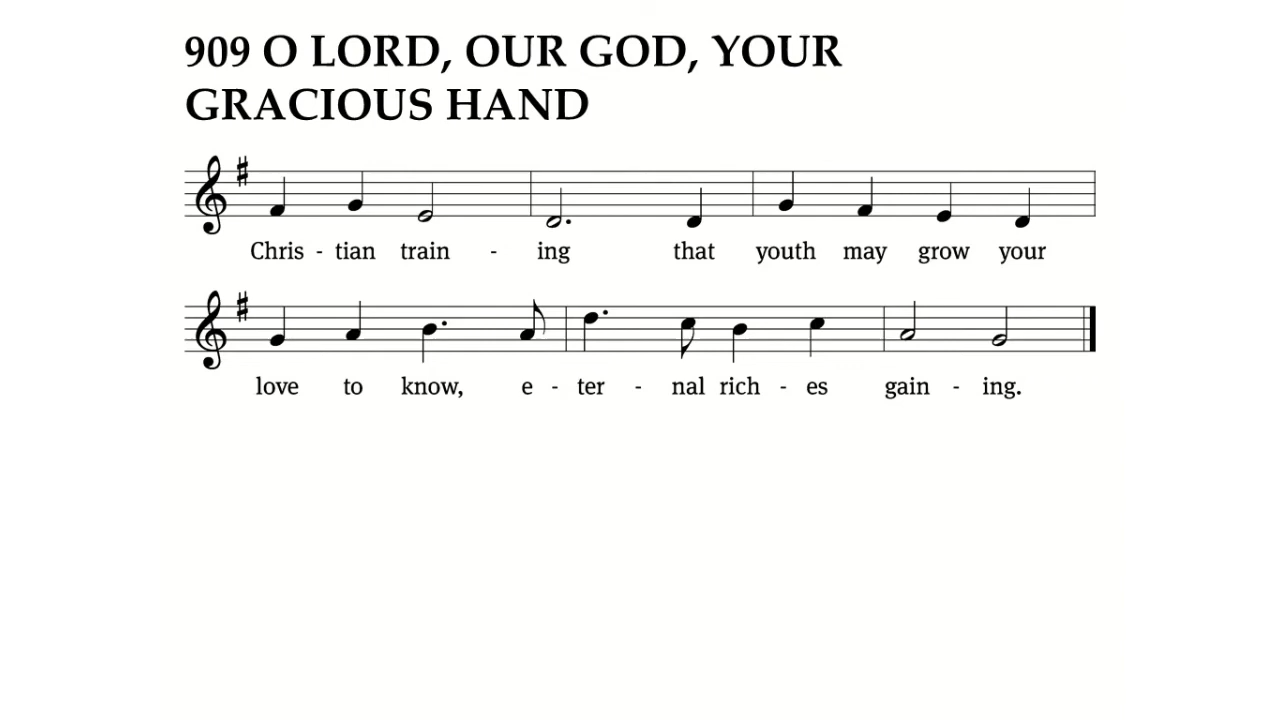 909 O LORD, OUR GOD, YOUR
GRACIOUS HAND
Chris - tian train - ing that youth may grow your
love to know, e - ter - nal rich - es gain - ing.